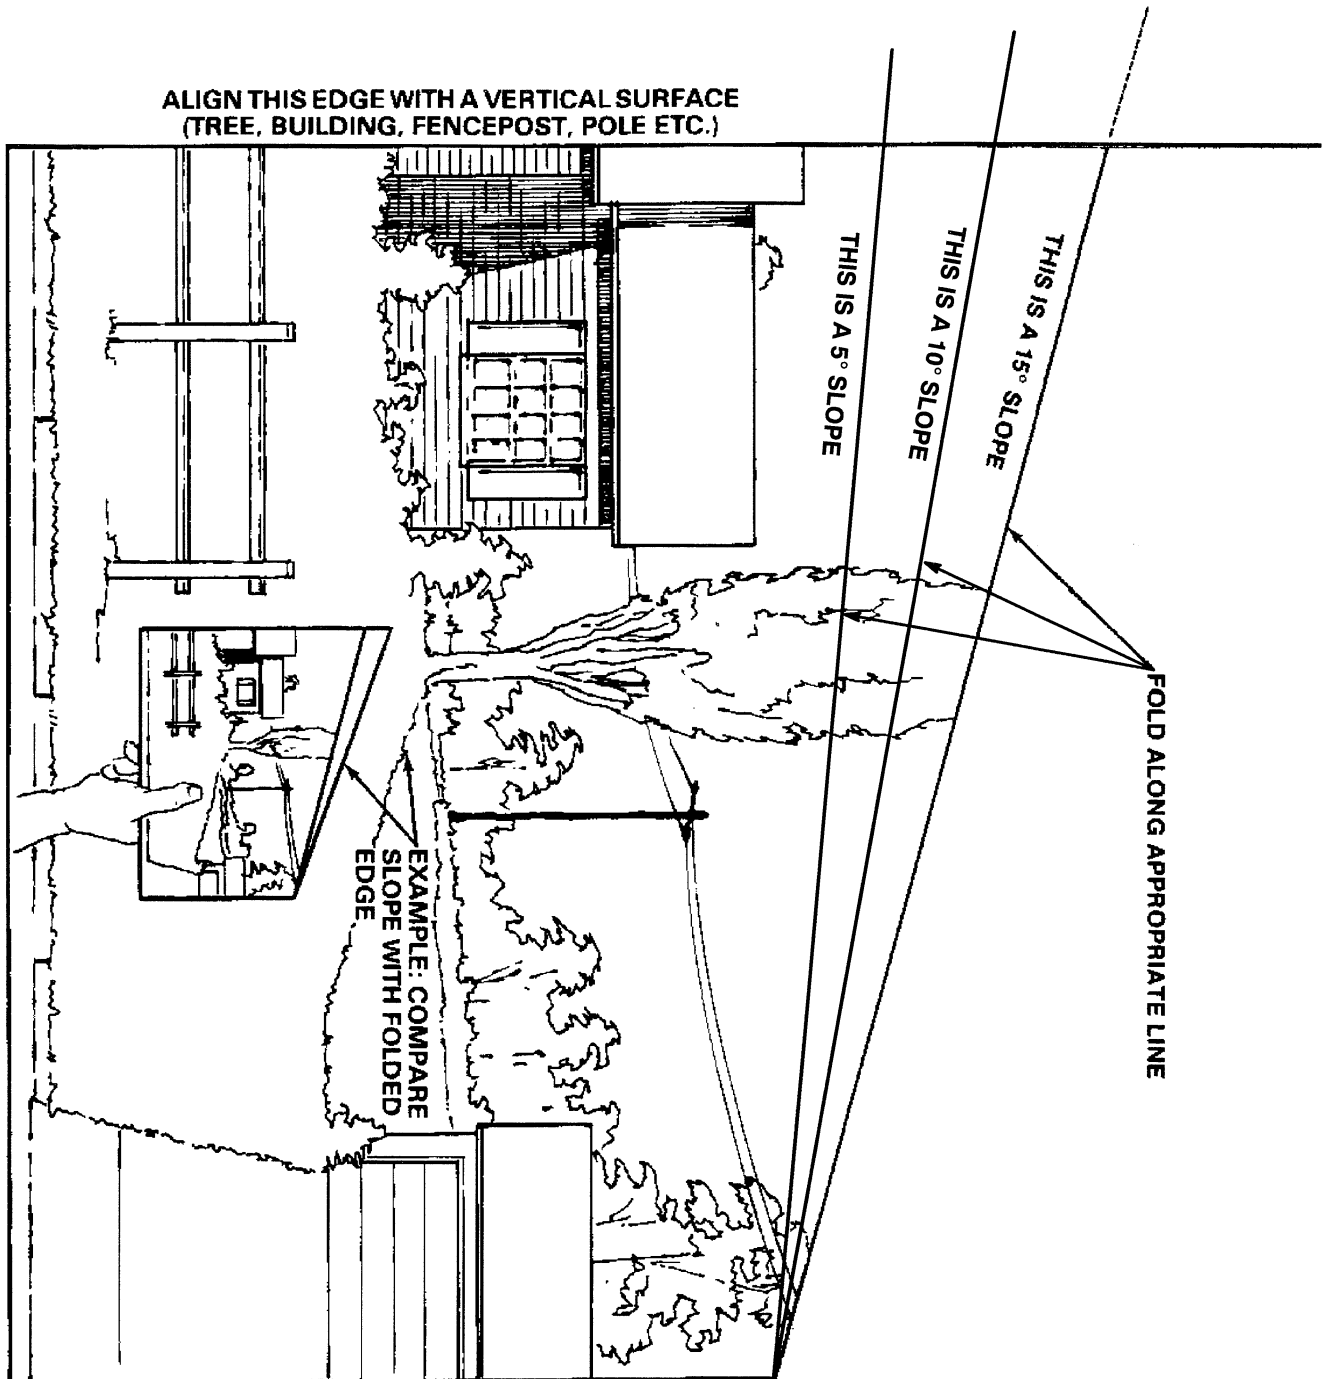 ALIGN THIS EDGE WITH A VERTICAL SURFACE
(TREE, BUILDING, FENCEPOST, POLE ETC.)
THIS IS A 5° SLOPE
THIS IS A 10° SLOPE
THIS IS A 15° SLOPE
FOLD ALONG APPROPRIATE LINE
EXAMPLE: COMPARE
SLOPE WITH FOLDED
EDGE